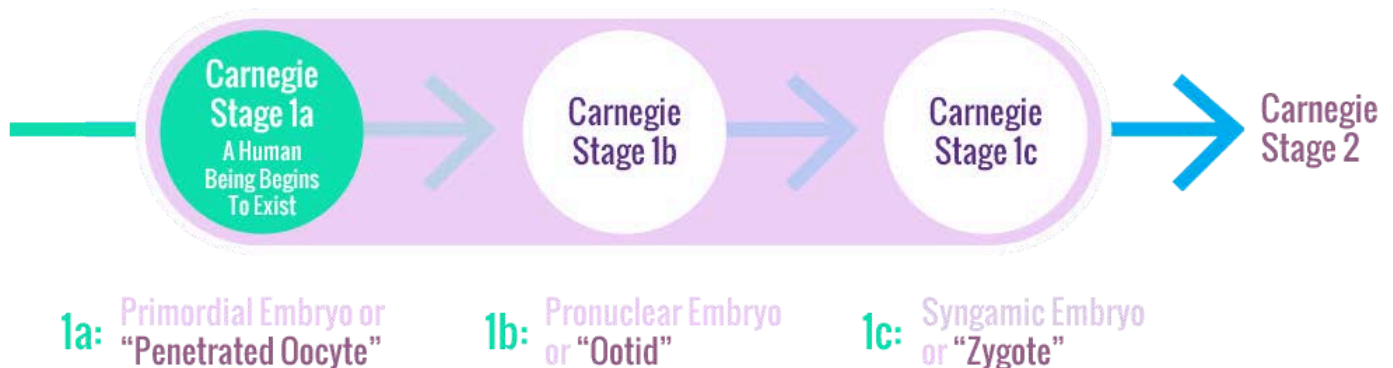 Carnegie
Stage 1a
A Human
Being Begins
To Exist
Carnegie
Stage 1b
Carnegie
Stage 1c
Carnegie
Stage 2
1a: Primordial Embryo or
“Penetrated Oocyte”
1b: Pronuclear Embryo
or “Ootid”
1c: Syngamic Embryo
or “Zygote”